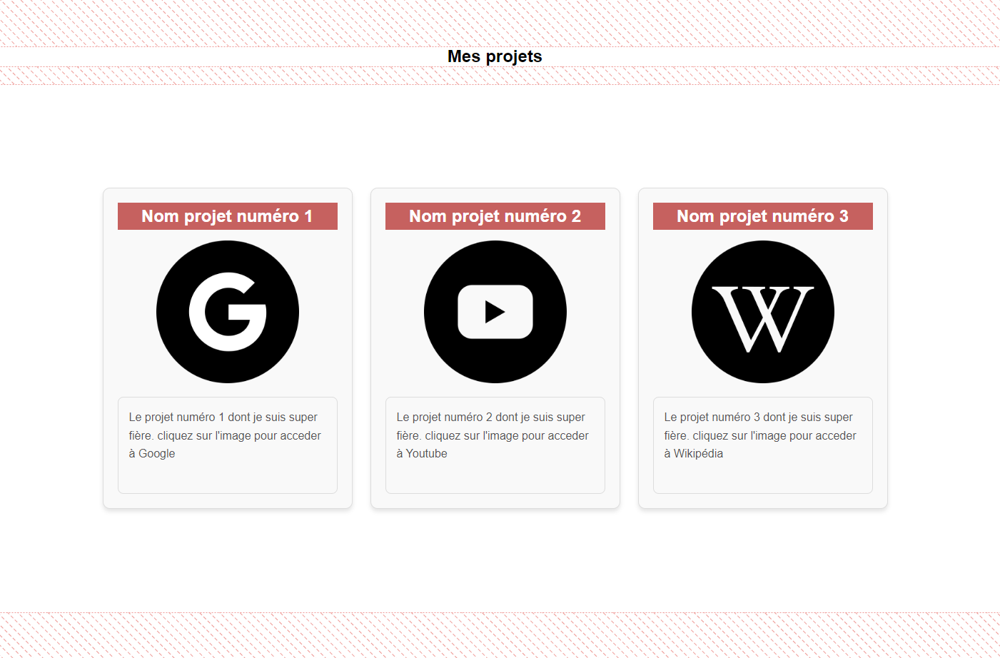 Mes projets
Nom projet numéro 1
G
Le projet numéro 1 dont je suis super
fière. cliquez sur l'image pour acceder
à Google
Nom projet numéro 2
Le projet numéro 2 dont je suis super
fière. cliquez sur l'image pour acceder
à Youtube
Nom projet numéro 3
W
Le projet numéro 3 dont je suis super
fière. cliquez sur l'image pour acceder
à Wikipédia